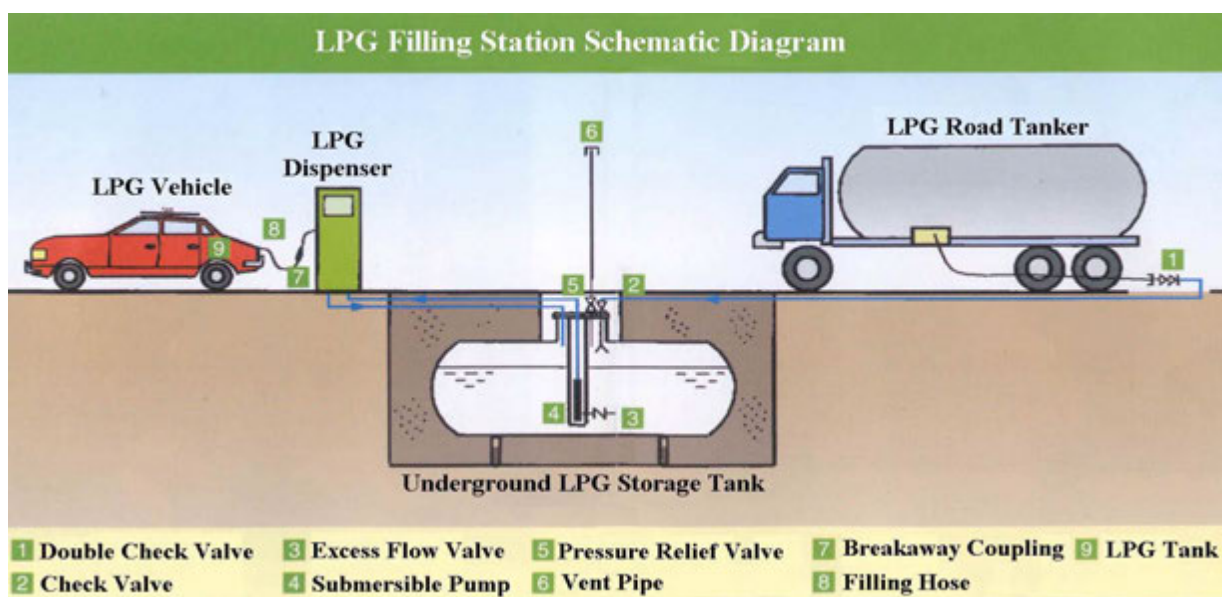 LPG Filling Station Schematic Diagram
6
LPG Road Tanker
LPG
Dispenser
LPG Vehicle
8
9
7
1
5
2
4
3
Underground LPG Storage Tank
1 Double Check Valve
3 Excess Flow Valve
5 Pressure Relief Valve
7 Breakaway Coupling
9 LPG Tank
2 Check Valve
4 Submersible Pump
6 Vent Pipe
8 Filling Hose